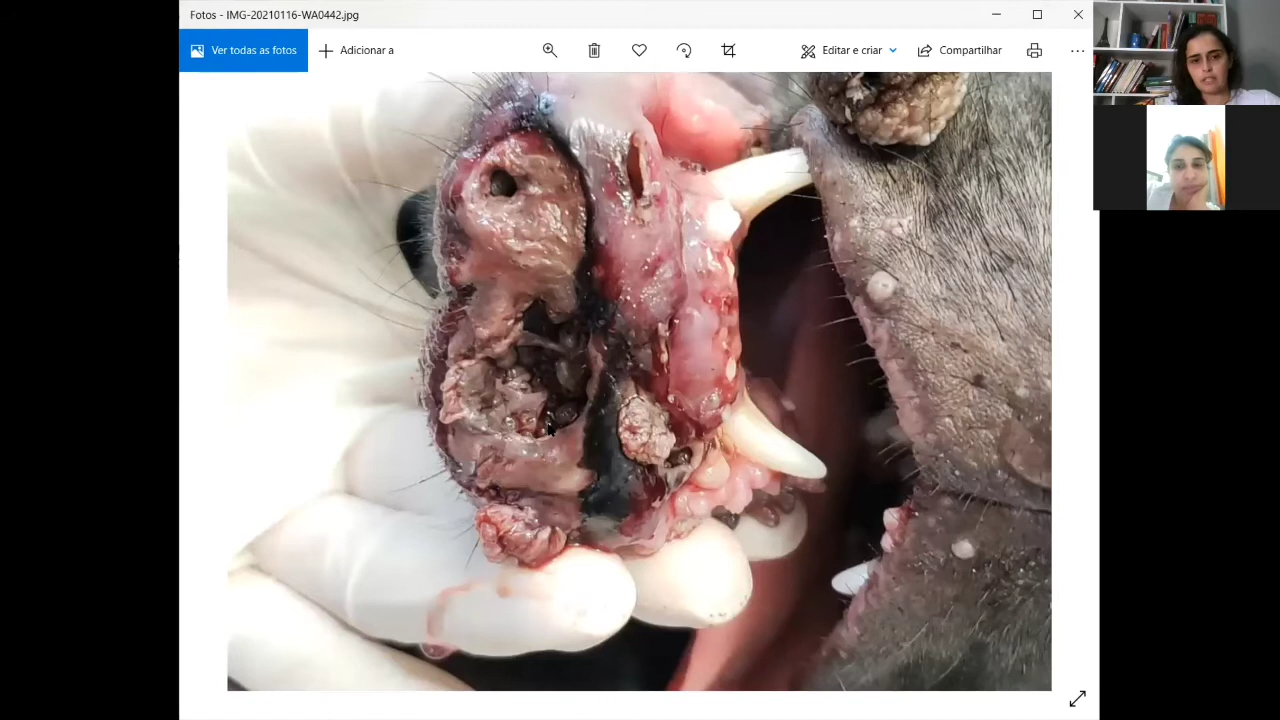 Fotos - IMG-20210116-WA0442.jpg
Ver todas as fotos
Adicionar a
Editar e criar
Compartilhar